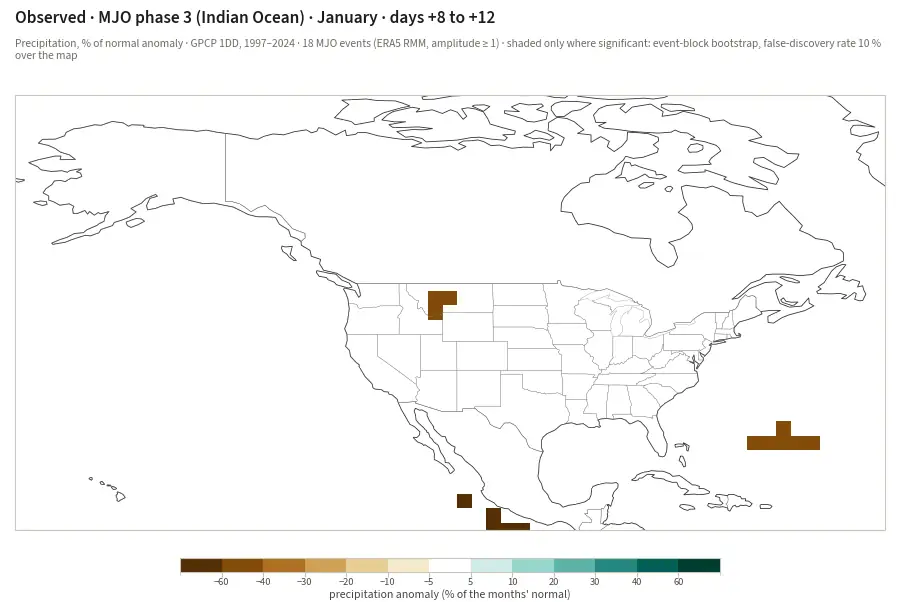 Observed · MJO phase 3 (Indian Ocean) · January · days +8 to +12
Precipitation, % of normal anomaly · GPCP 1DD, 1997–2024 · 18 MJO events (ERA5 RMM, amplitude ≥ 1) · shaded only where significant: event-block bootstrap, false-discovery rate 10 %
over the map
−60 −40 −30 −20 −10 −5 5 10 20 30 40 60
precipitation anomaly (% of the months' normal)